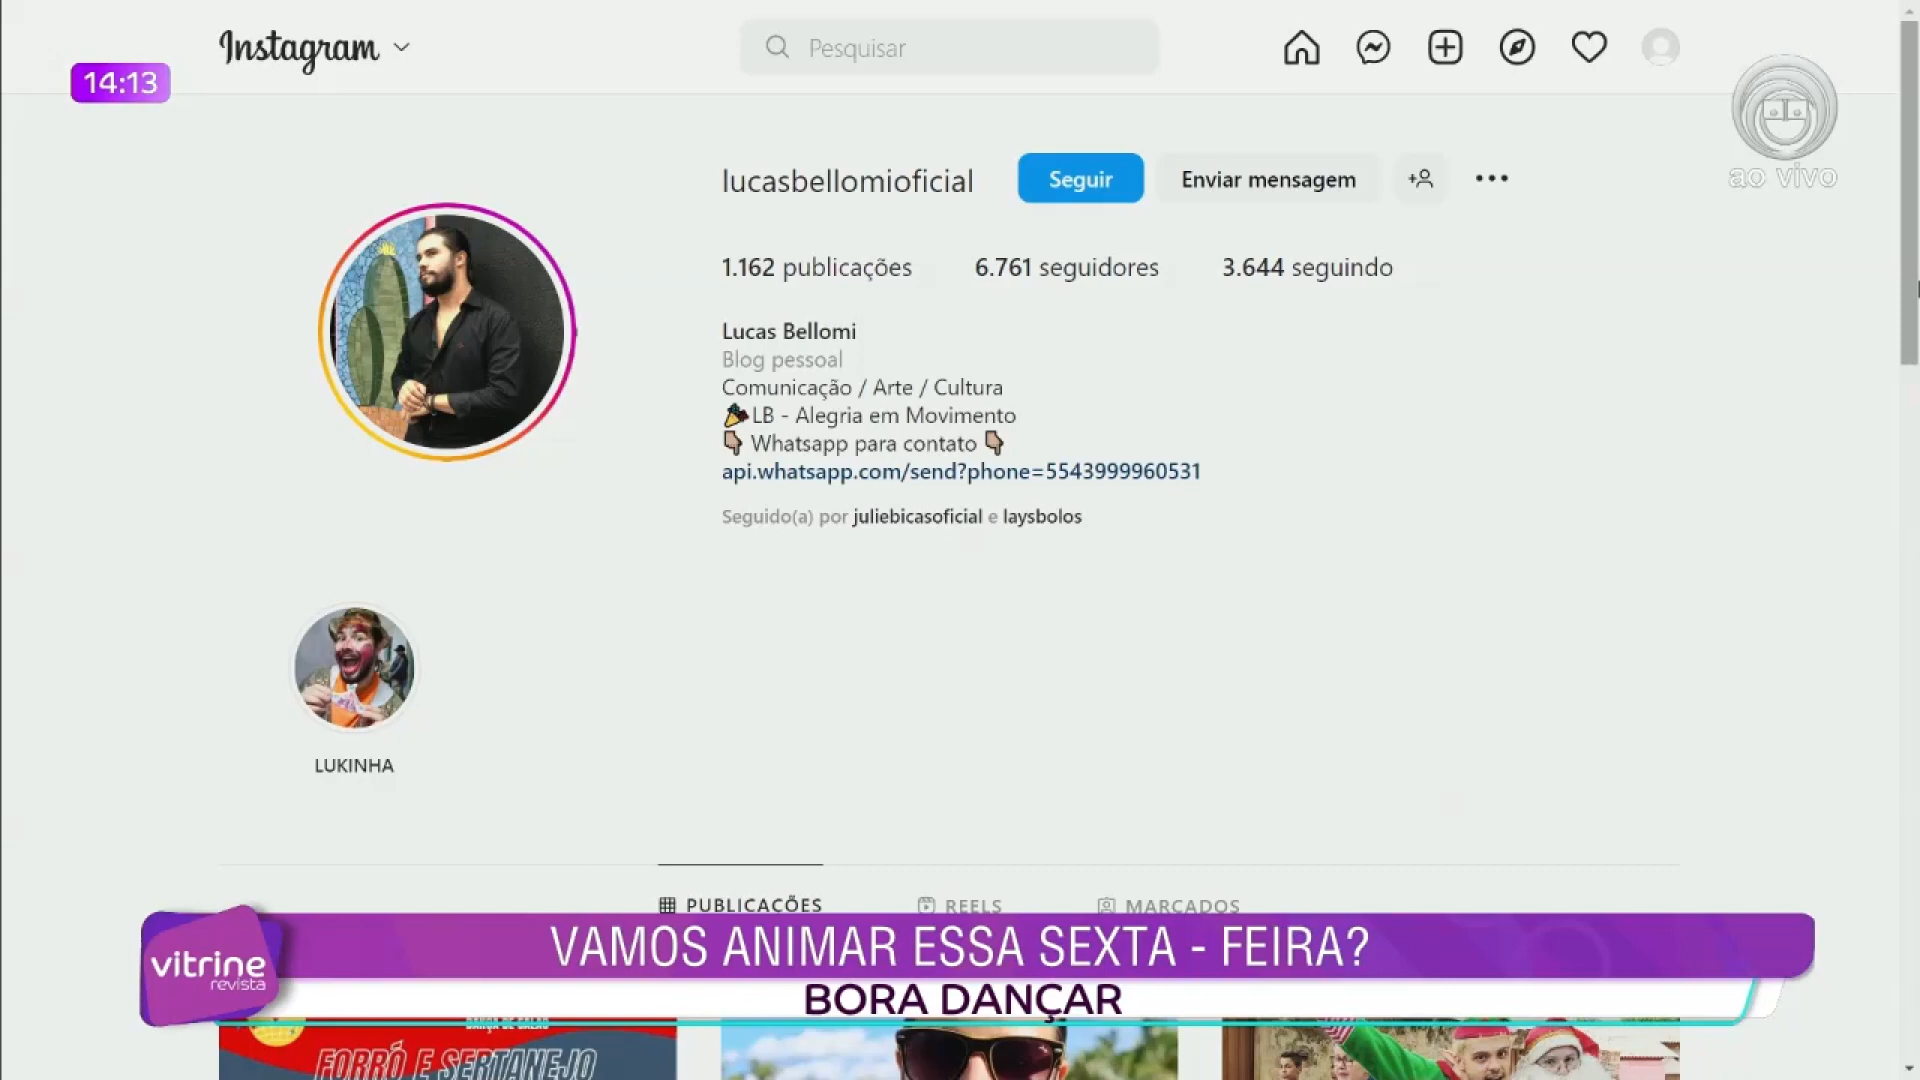 Instagram
Pesquisar
14:13
ao vivo
lucasbellomioficial
Seguir
Enviar mensagem
1.162 publicações
6.761 seguidores
3.644 seguindo
Lucas Bellomi
Blog pessoal
Comunicação / Arte / Cultura
🎉LB - Alegria em Movimento
👇🏽 Whatsapp para contato 👇🏽
api.whatsapp.com/send?phone=5543999960531
Seguido(a) por juliebicasoficial e laysbolos
LUKINHA
PUBLICAÇÕES
REELS
MARCADOS
vitrine
revista
VAMOS ANIMAR ESSA SEXTA - FEIRA?
BORA DANÇAR
DANÇA DE SALÃO
FORRÓ E SERTANEJO